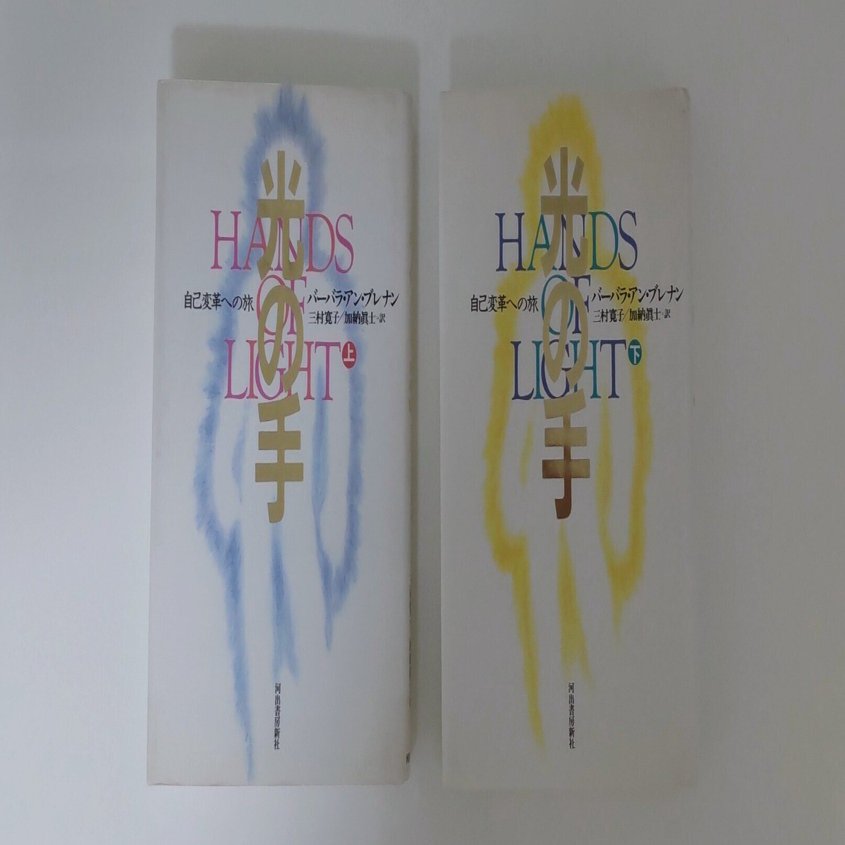 光の手
HANDS
OF
LIGHT
上
自己変革への旅
バーバラ・アン・ブレナン
三村寛子/加納眞士=訳
河出書房新社
光の手
HANDS
OF
LIGHT
下
自己変革への旅
バーバラ・アン・ブレナン
三村寛子/加納眞士=訳
河出書房新社